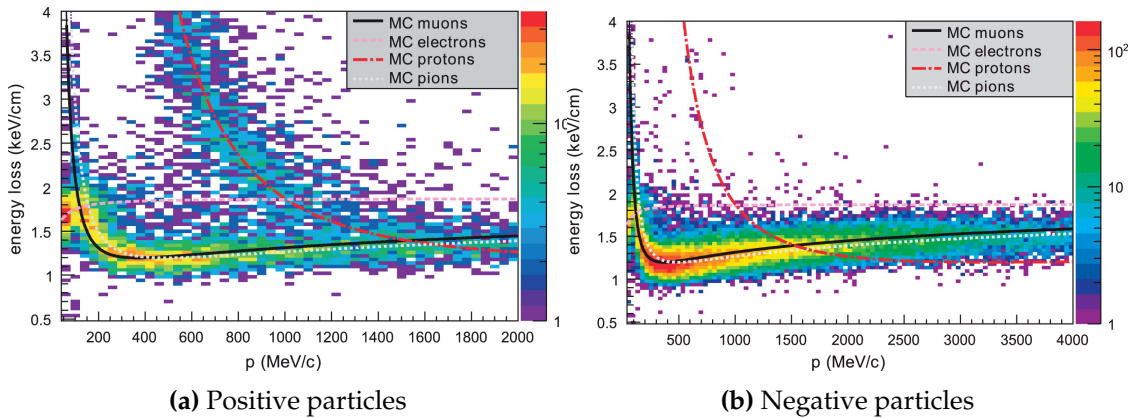 energy loss (keV/cm)
4
3.5
3
2.5
2
1.5
1
0.5
MC muons
MC electrons
MC protons
MC pions
10
1
200 400 600 800 1000 1200 1400 1600 1800 2000
p (MeV/c)
(a) Positive particles
energy loss (keV/cm)
4
3.5
3
2.5
2
1.5
1
0.5
MC muons
MC electrons
MC protons
MC pions
10²
10
1
500 1000 1500 2000 2500 3000 3500 4000
p (MeV/c)
(b) Negative particles